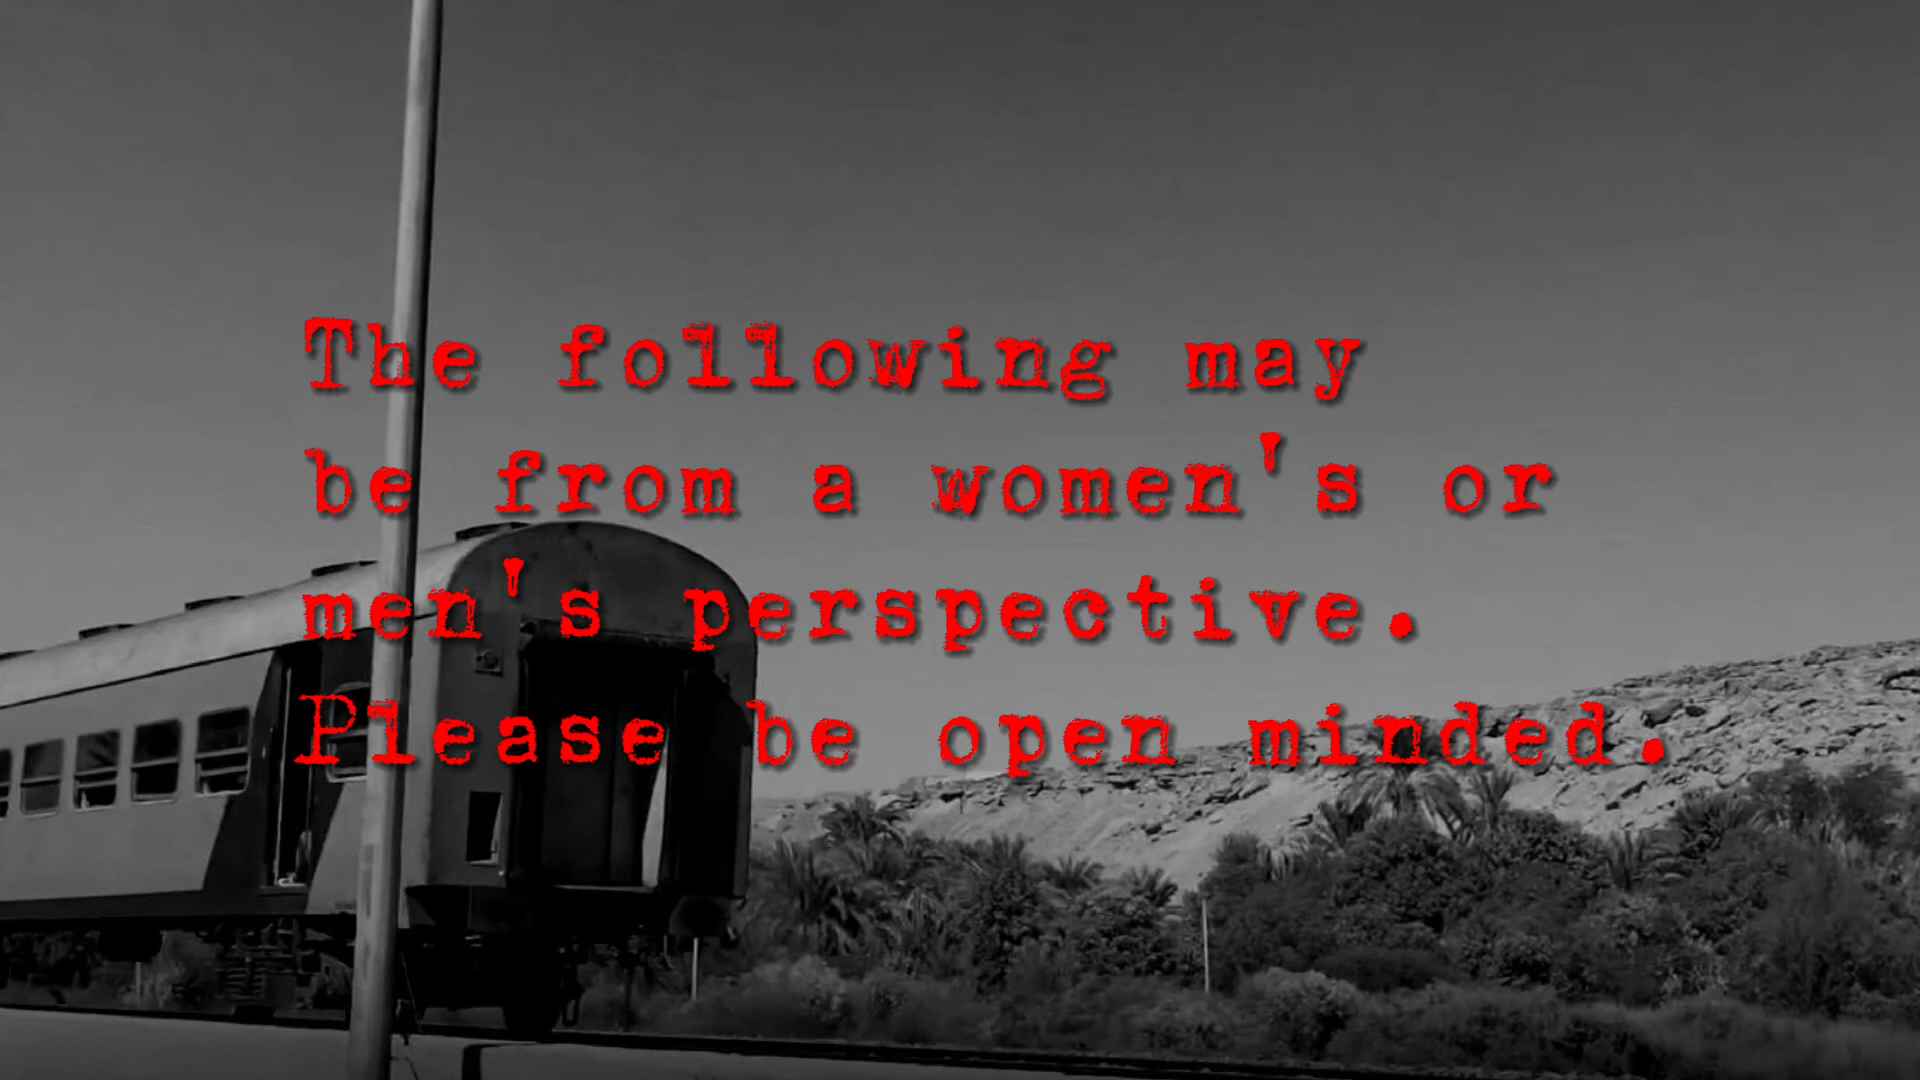 The following may
be from a women's or
men's perspective.
Please be open minded.